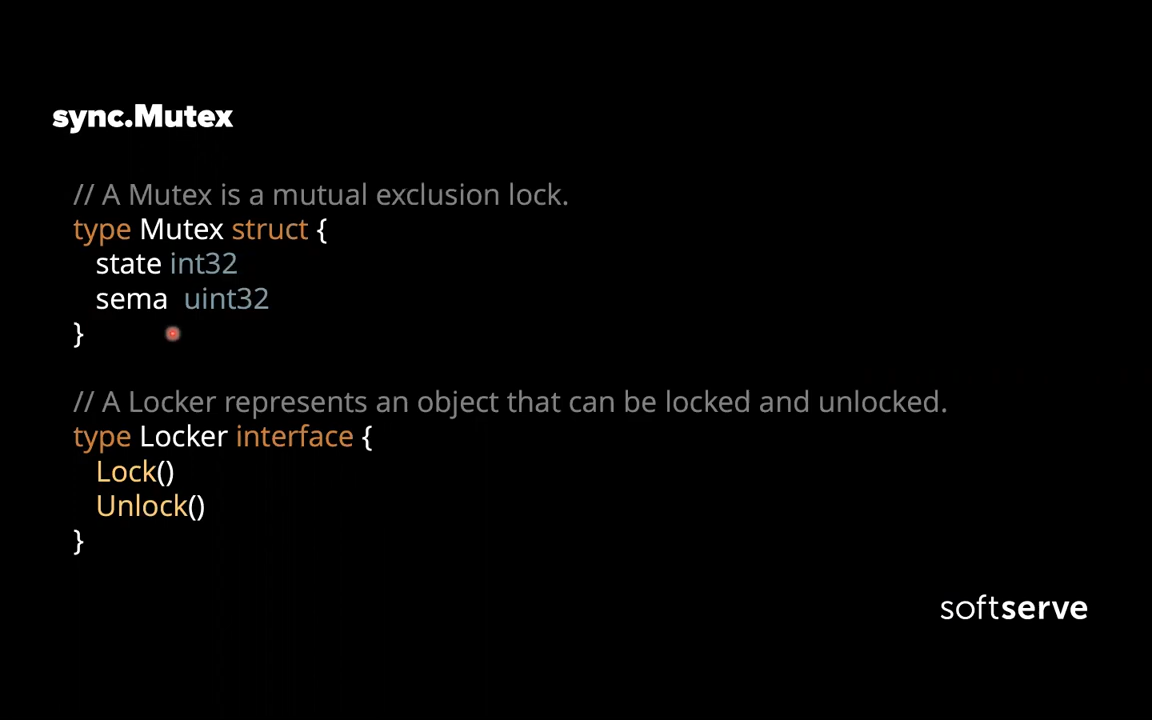 sync.Mutex
// A Mutex is a mutual exclusion lock.
type Mutex struct {
state int32
sema uint32
}
// A Locker represents an object that can be locked and unlocked.
type Locker interface {
Lock()
Unlock()
}
softserve